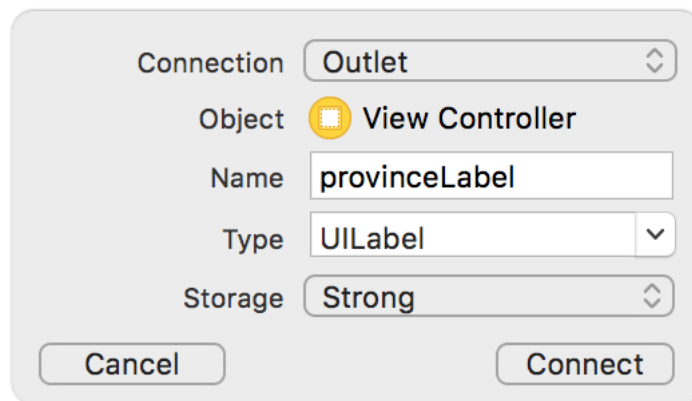 Connection Outlet
Object View Controller
Name provinceLabel
Type UILabel
Storage Strong
Cancel Connect